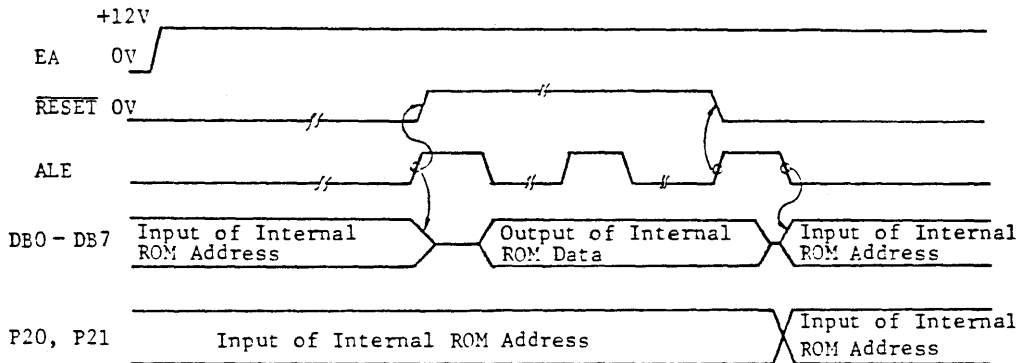 +12V
EA 0V
RESET 0V
ALE
DB0 - DB7 Input of Internal Output of Internal Input of Internal
ROM Address ROM Data ROM Address
P20, P21 Input of Internal ROM Address Input of Internal
ROM Address